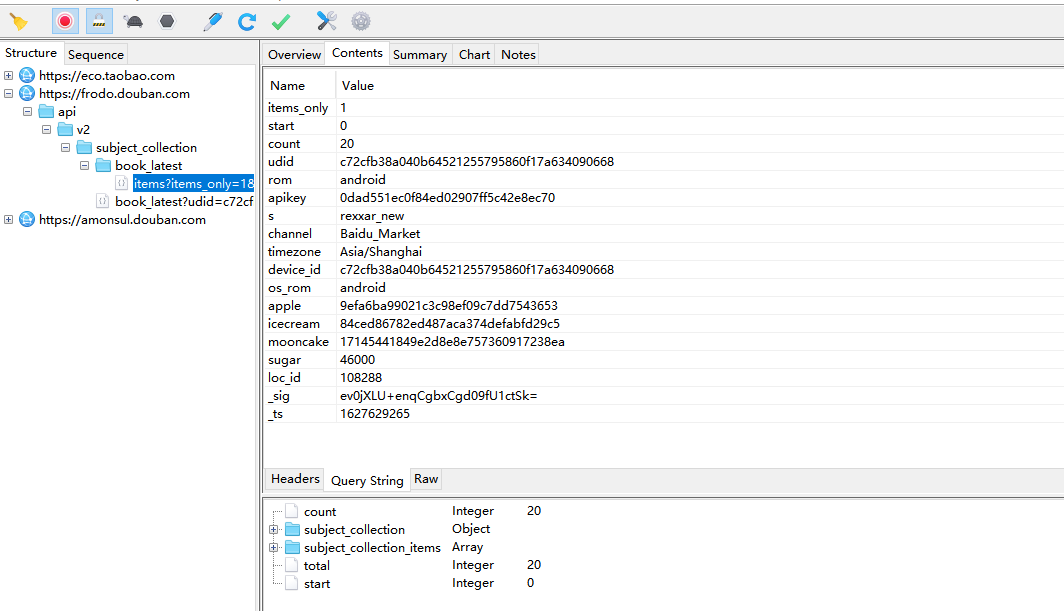 Structure Sequence
https://eco.taobao.com
https://frodo.douban.com
api
v2
subject_collection
book_latest
items?items_only=18
book_latest?udid=c72cf
https://amonsul.douban.com
Overview Contents Summary Chart Notes
Name Value
items_only 1
start 0
count 20
udid c72cfb38a040b64521255795860f17a634090668
rom android
apikey 0dad551ec0f84ed02907ff5c42e8ec70
s rexxar_new
channel Baidu_Market
timezone Asia/Shanghai
device_id c72cfb38a040b64521255795860f17a634090668
os_rom android
apple 9efa6ba99021c3c98ef09c7dd7543653
icecream 84ced86782ed487aca374defabfd29c5
mooncake 17145441849e2d8e8e757360917238ea
sugar 46000
loc_id 108288
_sig ev0jXLU+enqCgbxCgd09fU1ctSk=
_ts 1627629265
Headers Query String Raw
count Integer 20
subject_collection Object
subject_collection_items Array
total Integer 20
start Integer 0